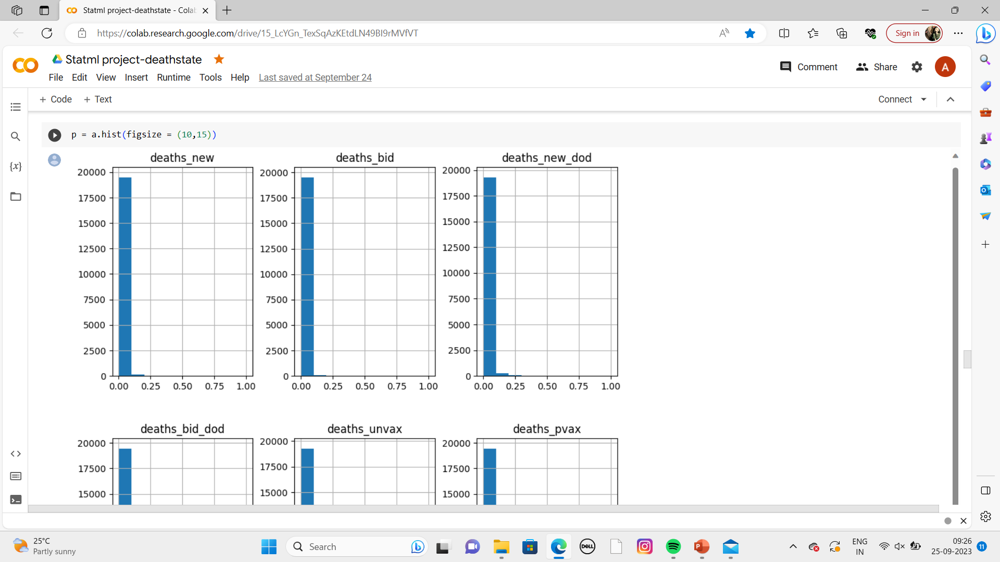 Statml project-deathstate - Colab
https://colab.research.google.com/drive/15_LcYGn_TexSqAzKEtdLN49BI9rMVfVT
Sign in
Statml project-deathstate
A
File Edit View Insert Runtime Tools Help Last saved at September 24
Comment
Share
+ Code + Text
Connect
p = a.hist(figsize = (10,15))
deaths_new
20000
17500
15000
12500
10000
7500
5000
2500
0
0.00 0.25 0.50 0.75 1.00
deaths_bid
20000
17500
15000
12500
10000
7500
5000
2500
0
0.00 0.25 0.50 0.75 1.00
deaths_new_dod
20000
17500
15000
12500
10000
7500
5000
2500
0
0.00 0.25 0.50 0.75 1.00
deaths_bid_dod
20000
17500
15000
deaths_unvax
20000
17500
15000
deaths_pvax
20000
17500
15000
25°C
Partly sunny
Search
DELL
ENG
IN
09:26
25-09-2023
11